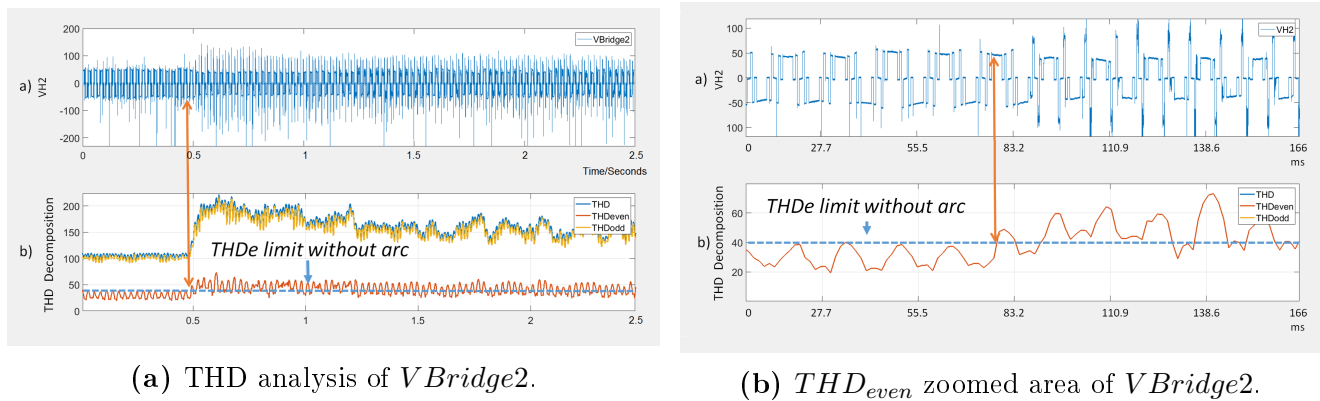 200
100
0
-100
-200
a)
VH2
VBridge2
0
0.5
1
1.5
2
2.5
Time/Seconds
200
150
100
50
0
b)
THD Decomposition
THD
THDeven
THDodd
THDe limit without arc
0.5
1
1.5
2
2.5
(a) THD analysis of VBridge2.
100
50
0
-50
100
a)
VH2
VH2
0
27.7
55.5
83.2
110.9
138.6
166
ms
60
40
20
b)
THD Decomposition
THD
THDeven
THDodd
THDe limit without arc
0
27.7
55.5
83.2
110.9
138.6
166
ms
(b) THDeven zoomed area of VBridge2.